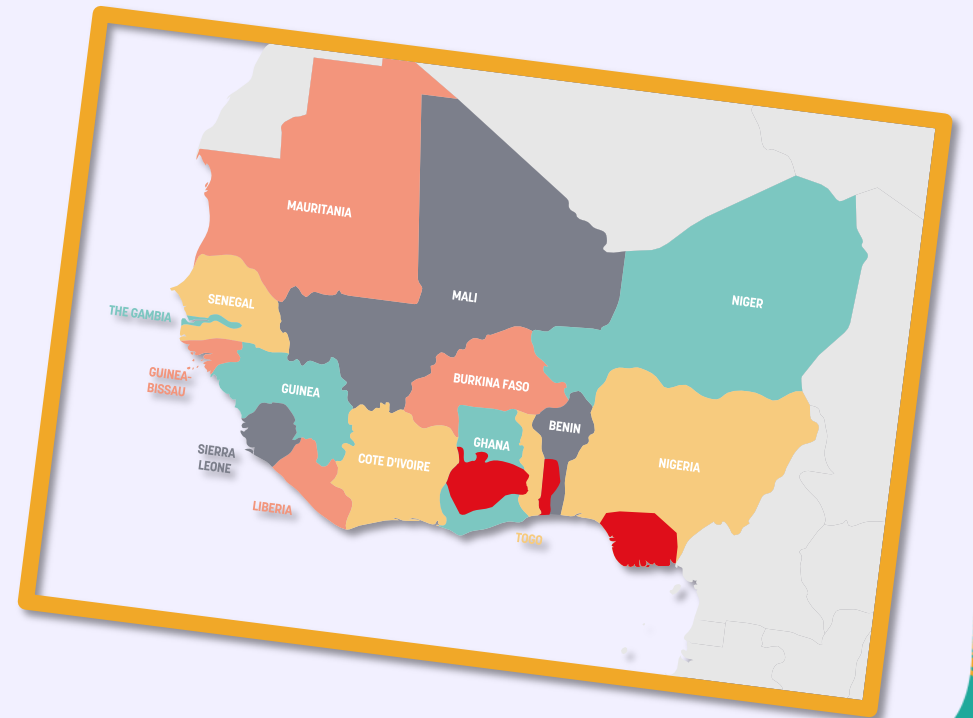 MAURITANIA
MALI
NIGER
SENEGAL
THE GAMBIA
GUINEA-
BISSAU
GUINEA
BURKINA FASO
GHANA
BENIN
NIGERIA
SIERRA
LEONE
COTE D'IVOIRE
LIBERIA
TOGO